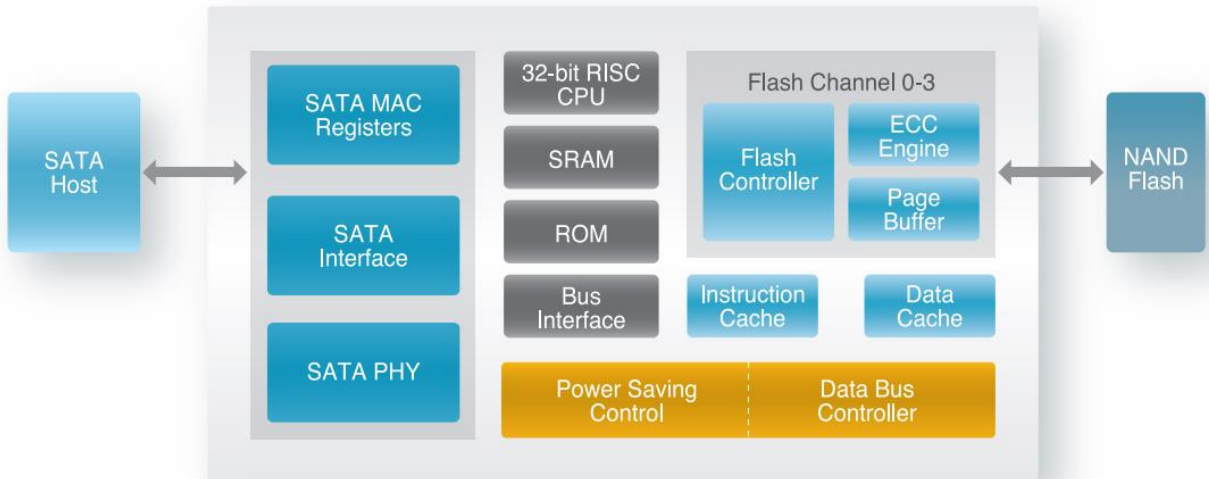 SATA
Host
SATA MAC
Registers
SATA
Interface
SATA PHY
32-bit RISC
CPU
SRAM
ROM
Bus
Interface
Flash Channel 0-3
Flash
Controller
ECC
Engine
Page
Buffer
Instruction
Cache
Data
Cache
Power Saving
Control
Data Bus
Controller
NAND
Flash